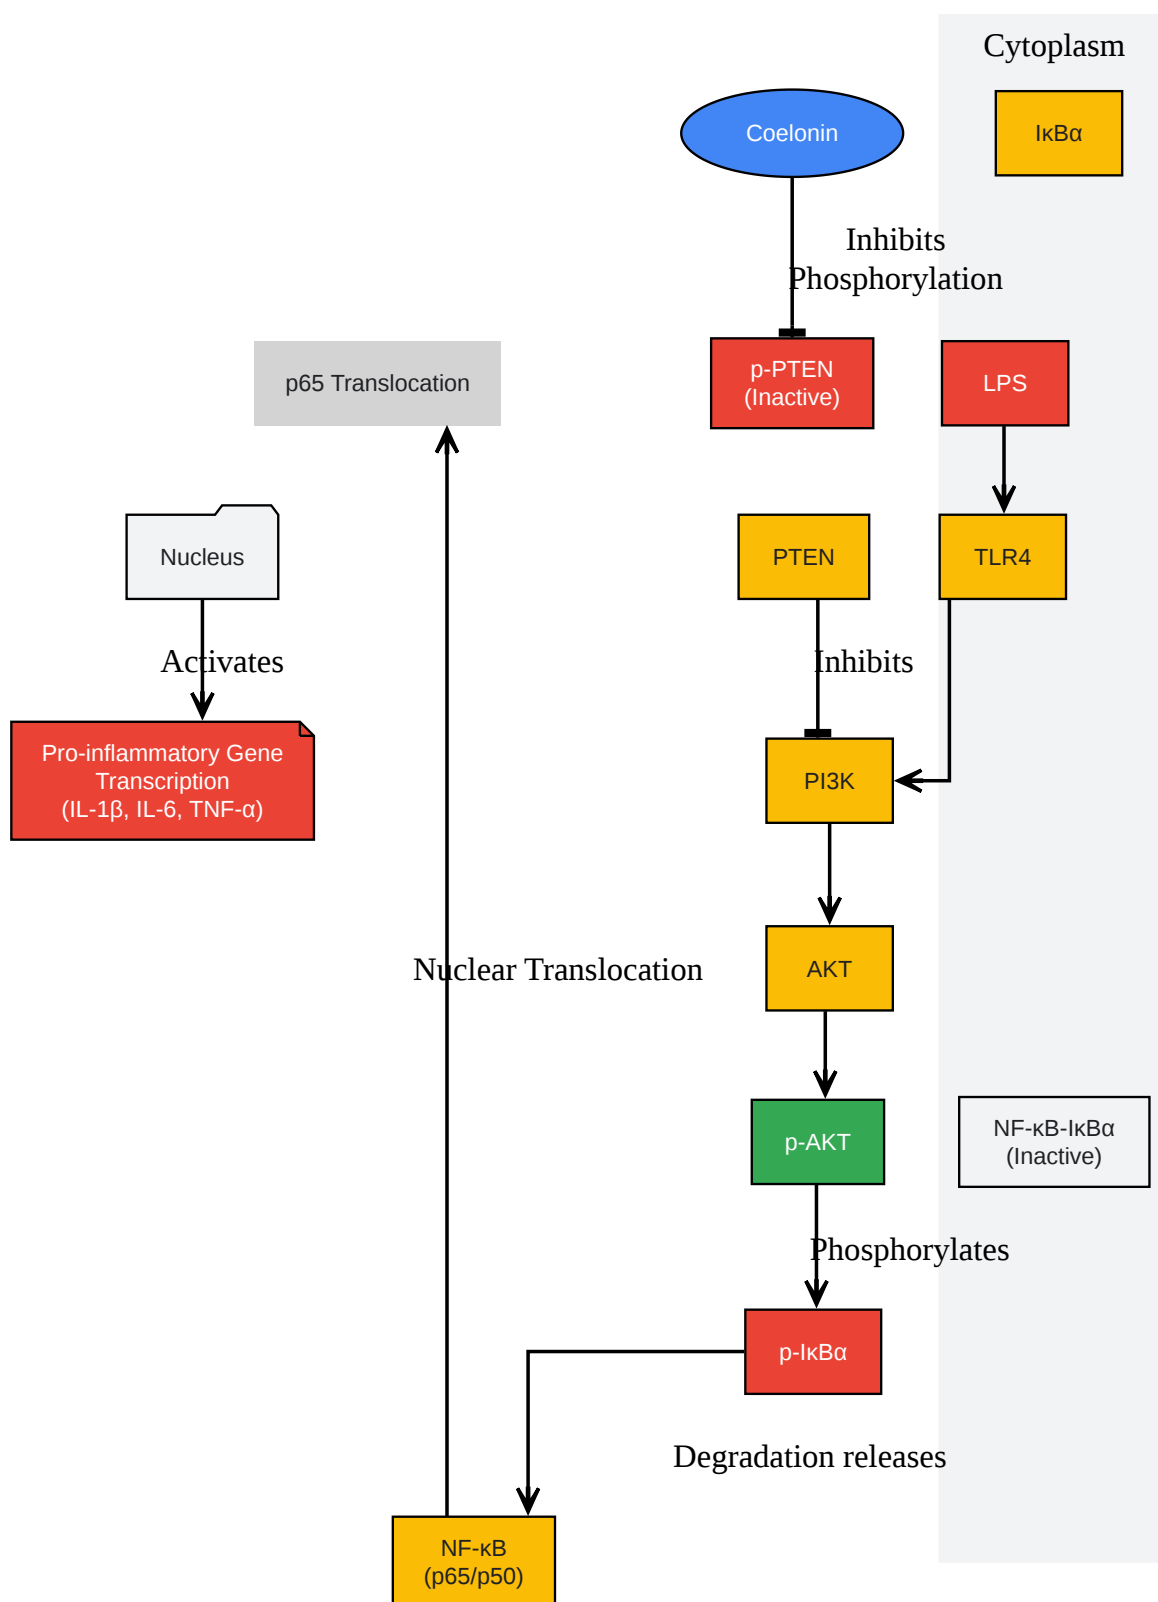 Cytoplasm
Coelonin
IκBα
Inhibits
Phosphorylation
p65 Translocation
p-PTEN
(Inactive)
LPS
Nucleus
PTEN
TLR4
Activates
Inhibits
Pro-inflammatory Gene
Transcription
(IL-1β, IL-6, TNF-α)
PI3K
Nuclear Translocation
AKT
p-AKT
NF-κB-IκBα
(Inactive)
Phosphorylates
p-IκBα
Degradation releases
NF-κB
(p65/p50)